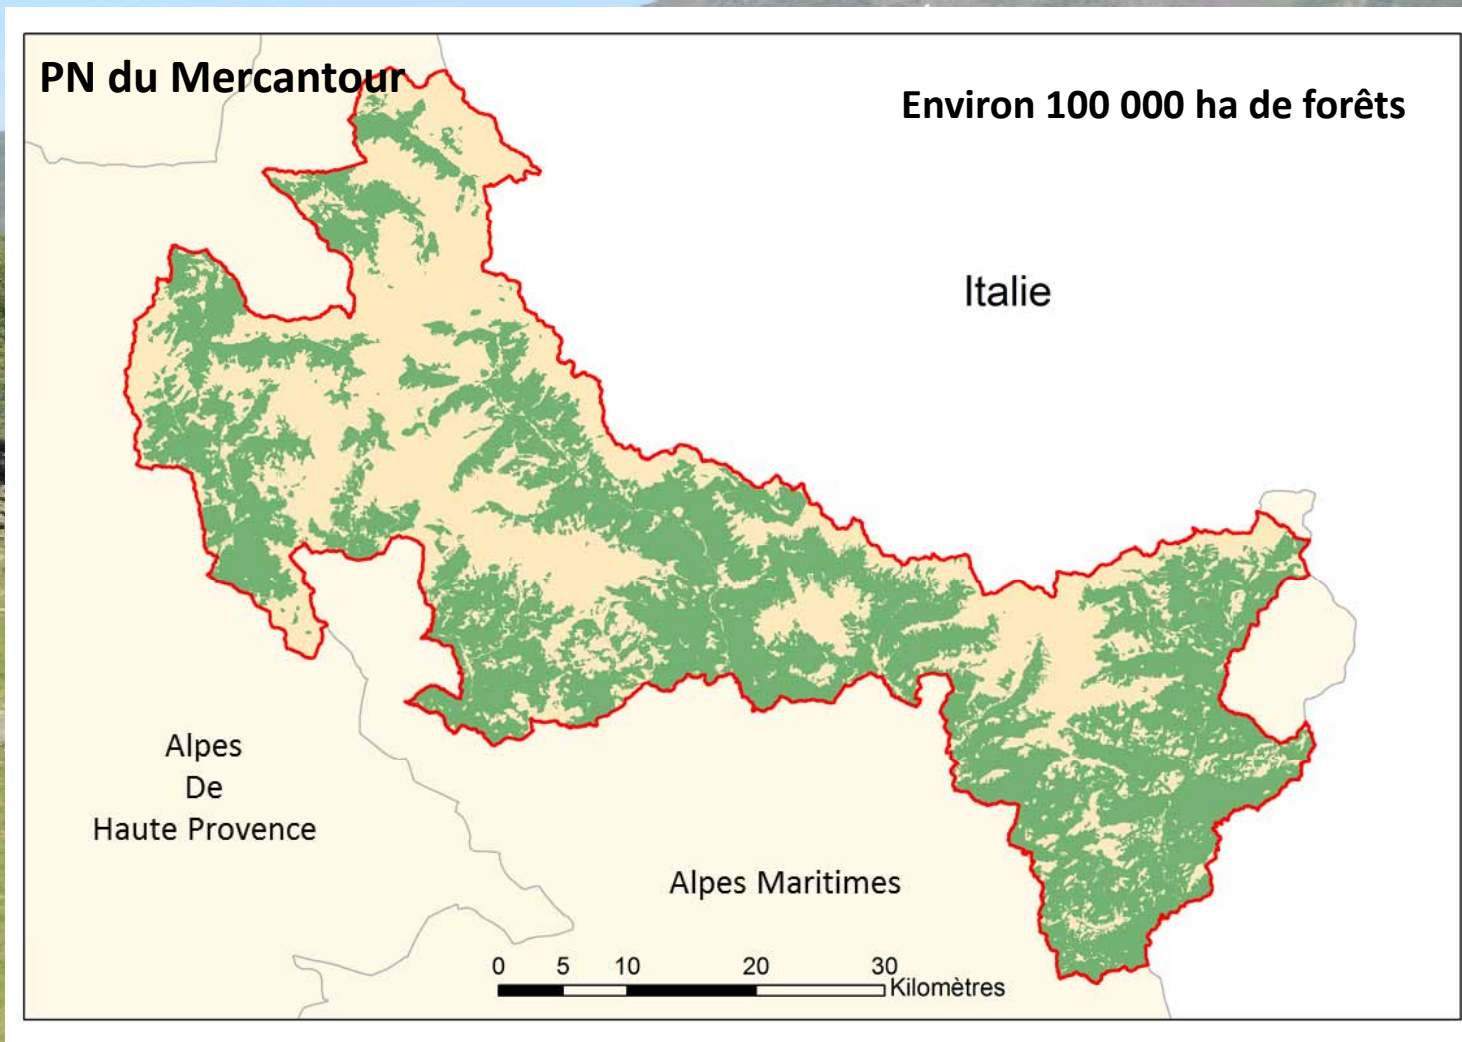 PN du Mercantour
Environ 100 000 ha de forêts
Italie
Alpes
De
Haute Provence
Alpes Maritimes
0 5 10 20 30
Kilomètres